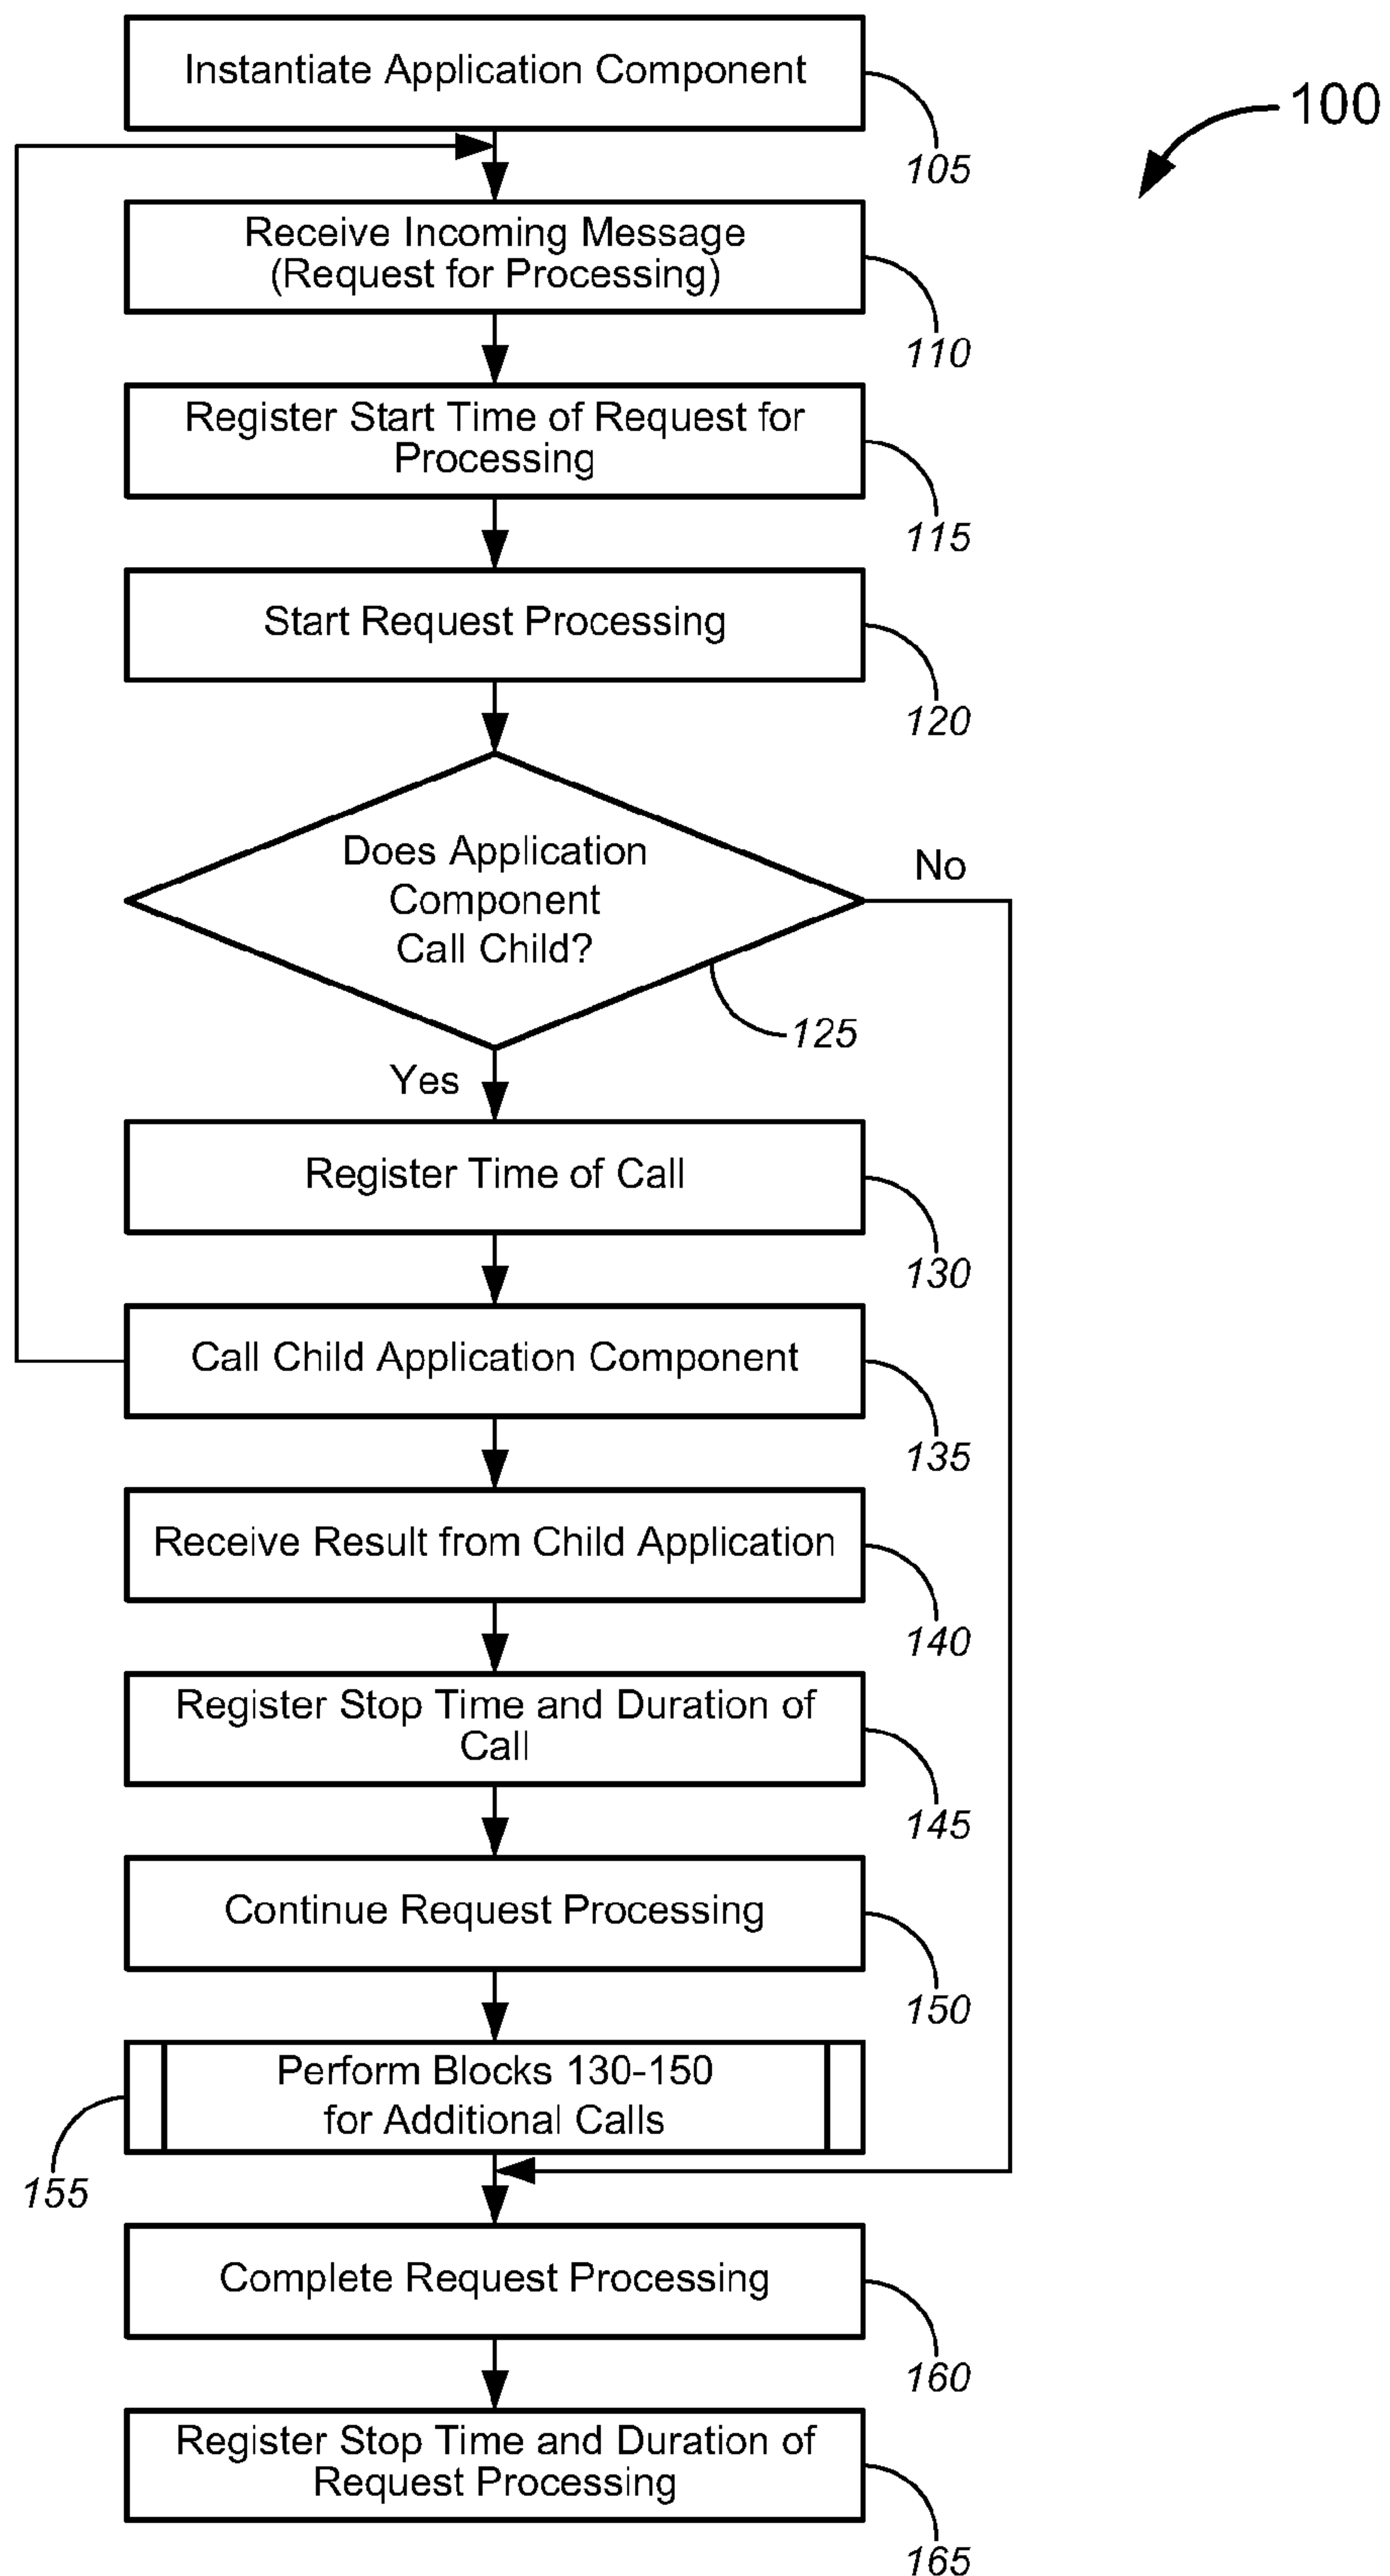 Instantiate Application Component
100
105
Receive Incoming Message
(Request for Processing)
110
Register Start Time of Request for
Processing
115
Start Request Processing
120
Does Application
Component
Call Child?
No
125
Yes
Register Time of Call
130
Call Child Application Component
135
Receive Result from Child Application
140
Register Stop Time and Duration of
Call
145
Continue Request Processing
150
Perform Blocks 130-150
for Additional Calls
155
Complete Request Processing
160
Register Stop Time and Duration of
Request Processing
165